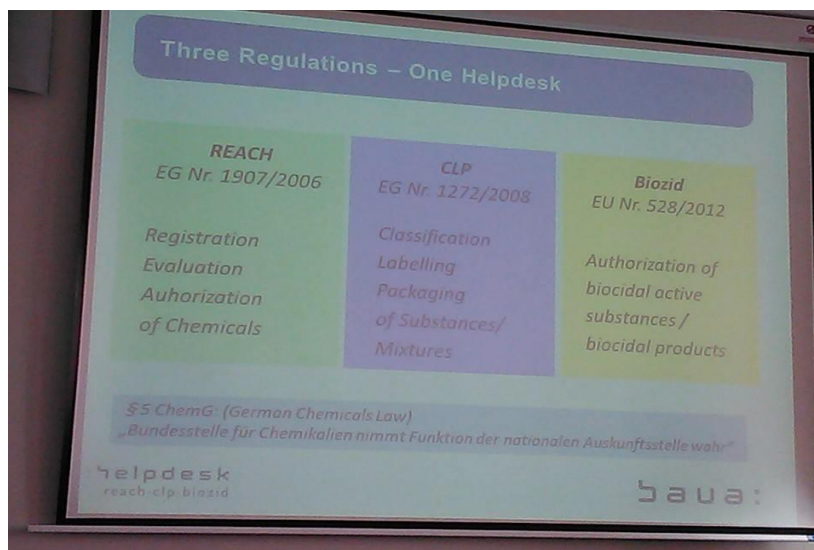 Three Regulations – One Helpdesk
REACH
EG Nr. 1907/2006
Registration
Evaluation
Auhorization
of Chemicals
CLP
EG Nr. 1272/2008
Classification
Labelling
Packaging
of Substances/
Mixtures
Biozid
EU Nr. 528/2012
Authorization of
biocidal active
substances /
biocidal products
§ 5 ChemG: (German Chemicals Law)
„Bundesstelle für Chemikalien nimmt Funktion der nationalen Auskunftsstelle wahr“
helpdesk
reach-clp-biozid
baua: